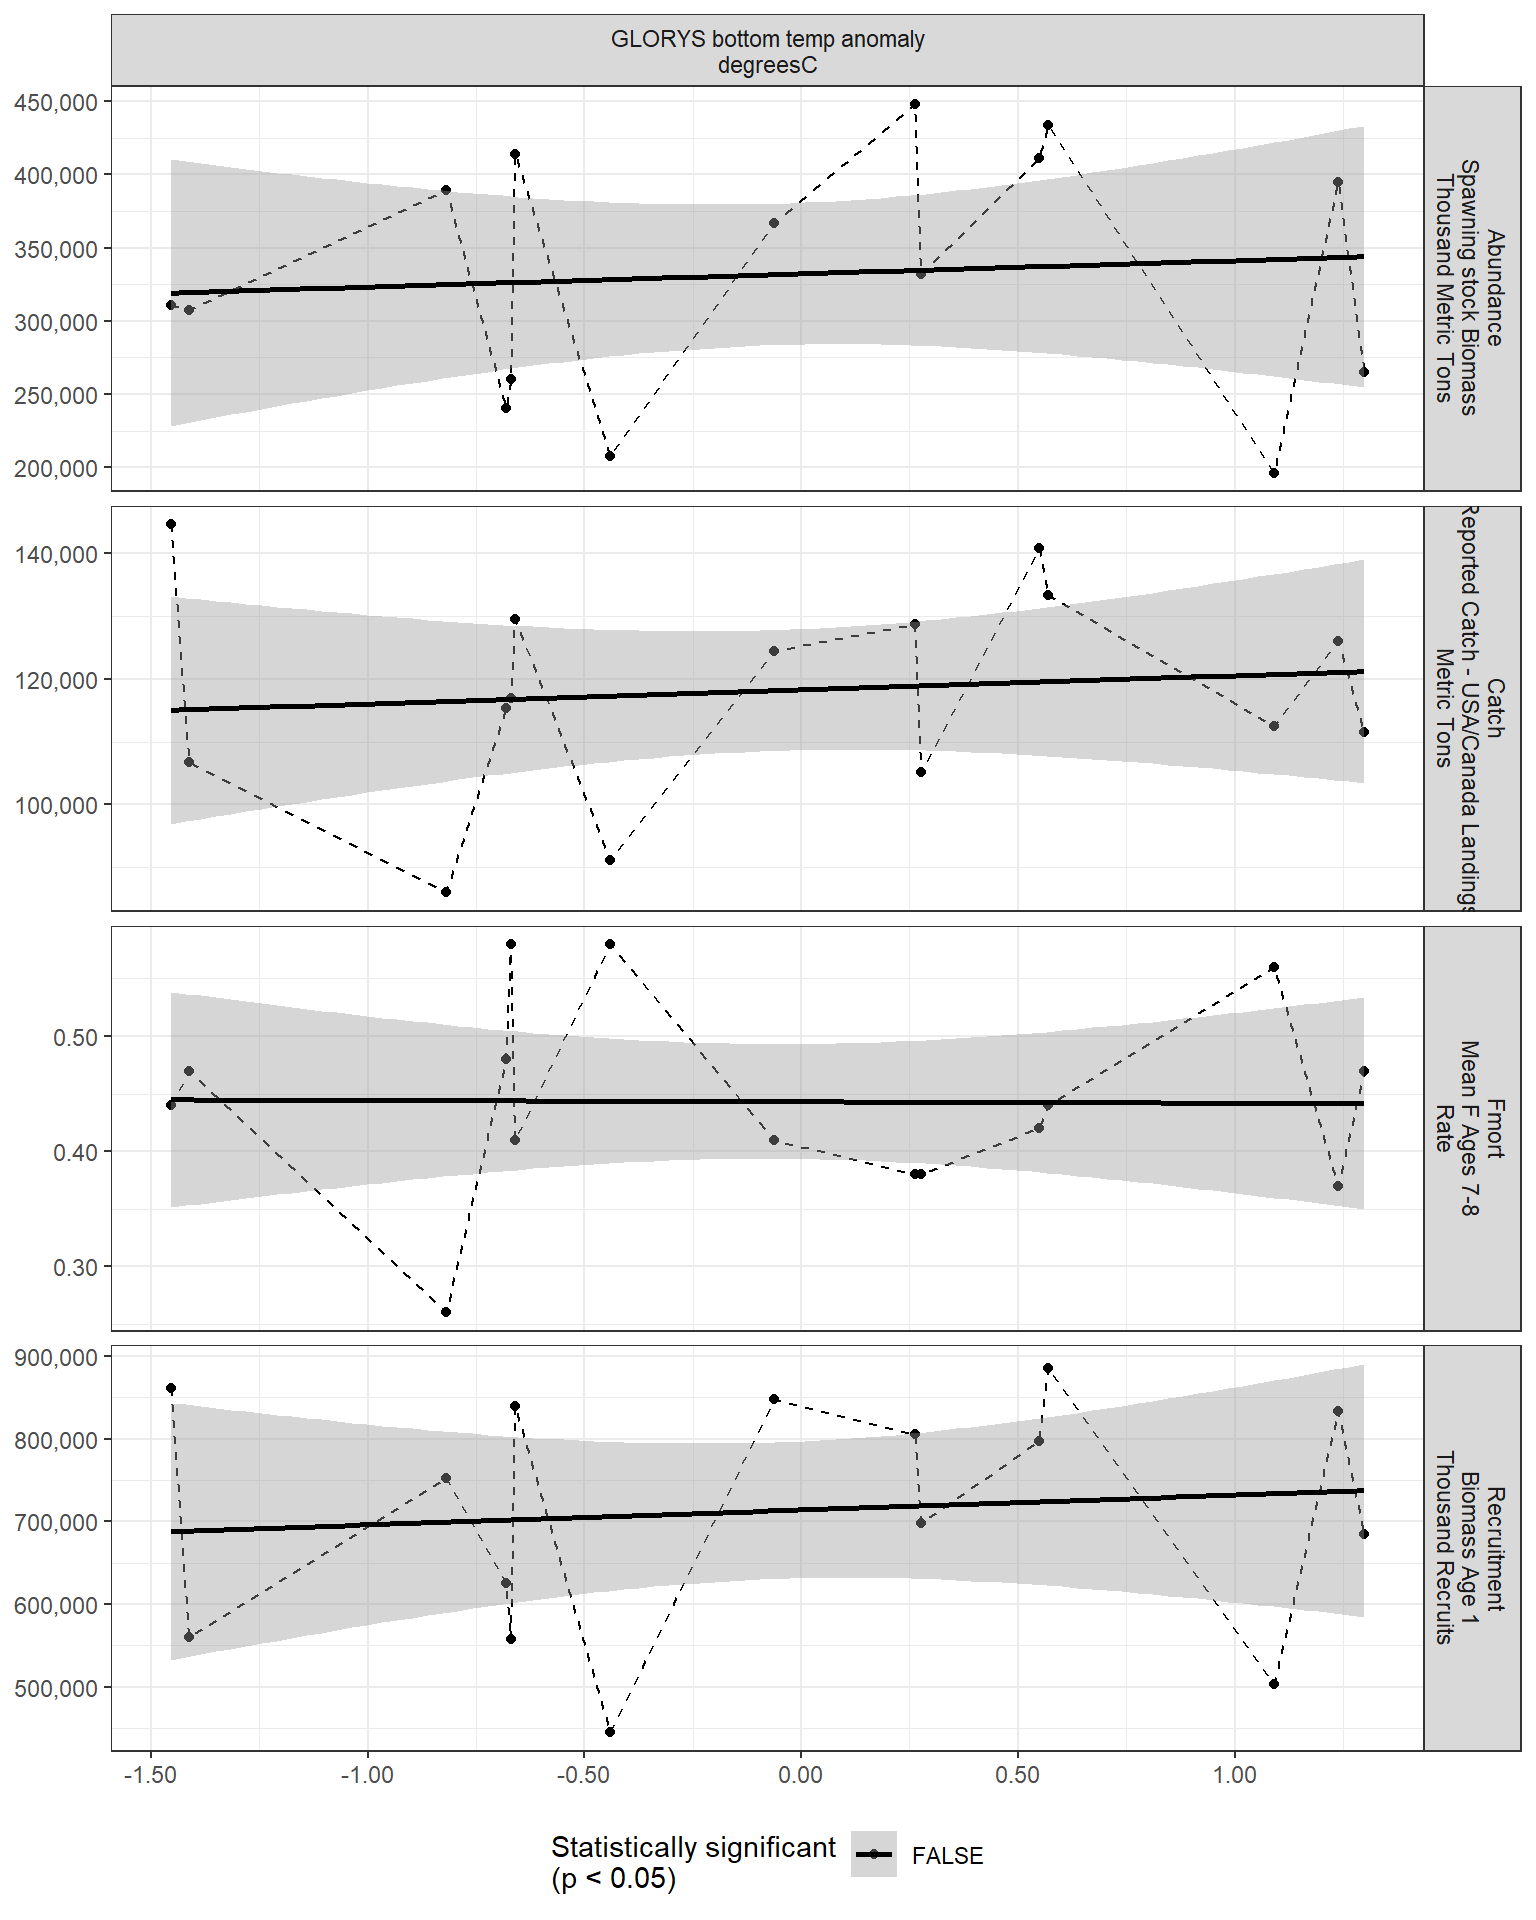 GLORYS bottom temp anomaly
degreesC
450,000
400,000
350,000
300,000
250,000
200,000
Abundance
Spawning stock Biomass
Thousand Metric Tons
140,000
120,000
100,000
Catch
Reported Catch - USA/Canada Landings
Metric Tons
0.50
0.40
0.30
Fmort
Mean F Ages 7-8
Rate
900,000
800,000
700,000
600,000
500,000
Recruitment
Biomass Age 1
Thousand Recruits
-1.50
-1.00
-0.50
0.00
0.50
1.00
Statistically significant
(p < 0.05)
FALSE